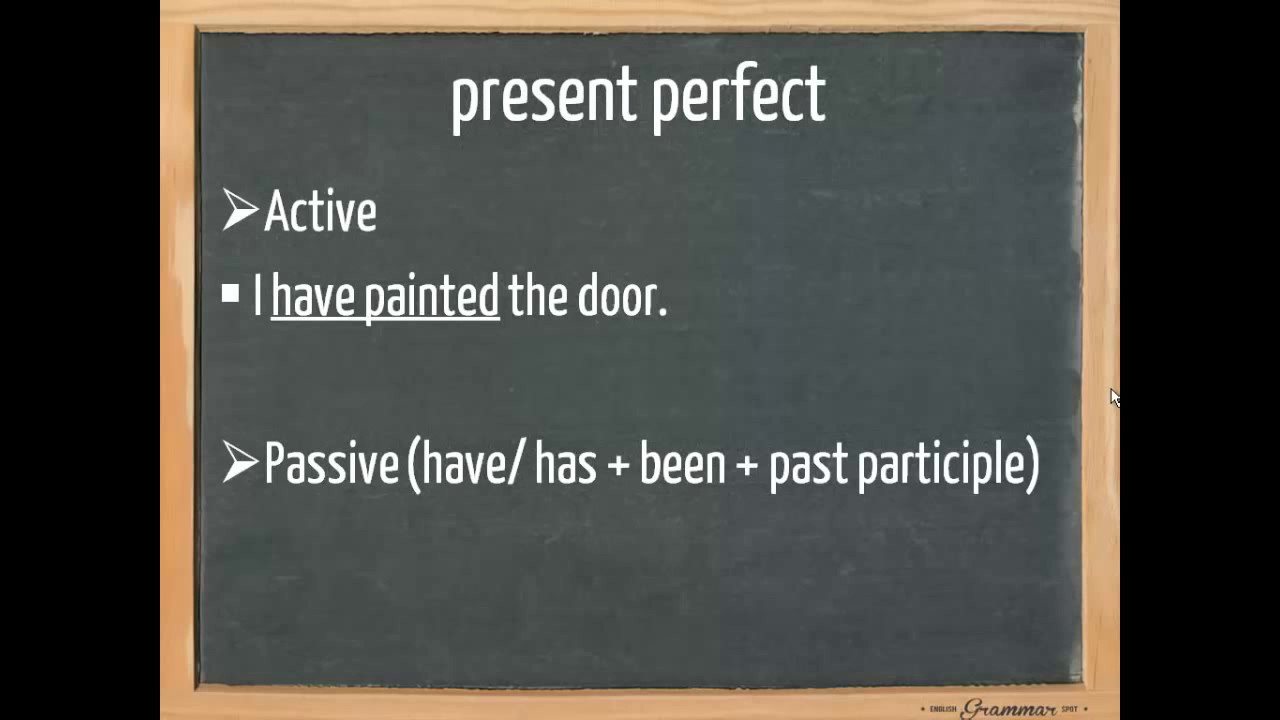 present perfect
➢Active
▪ I have painted the door.
➢Passive (have/ has + been + past participle)
• ENGLISH Grammar SPOT •